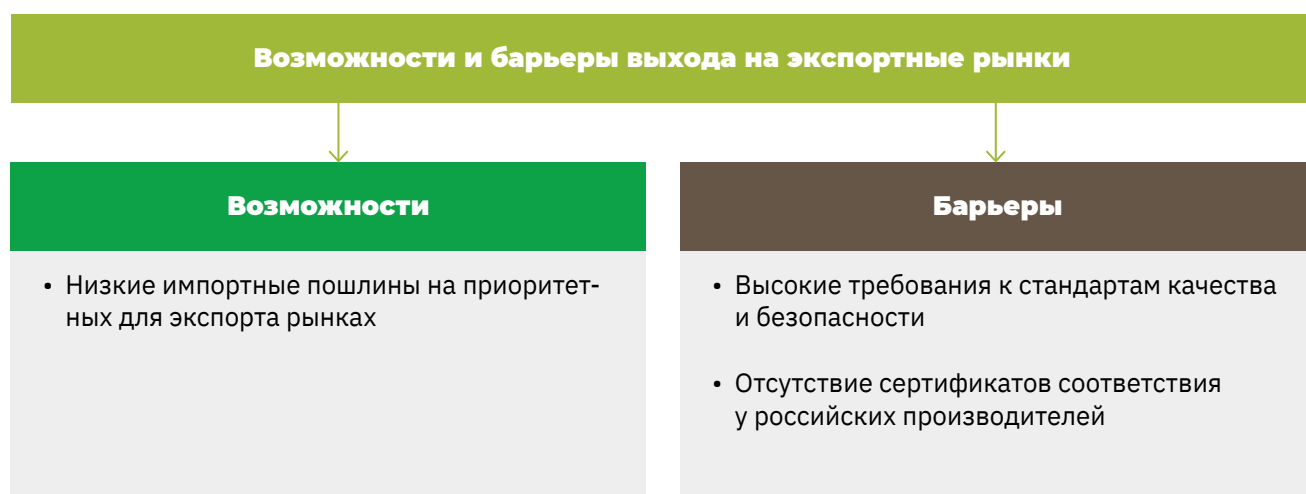 Возможности и барьеры выхода на экспортные рынки
Возможности
• Низкие импортные пошлины на приоритет-
ных для экспорта рынках
Барьеры
• Высокие требования к стандартам качества
и безопасности
• Отсутствие сертификатов соответствия
у российских производителей